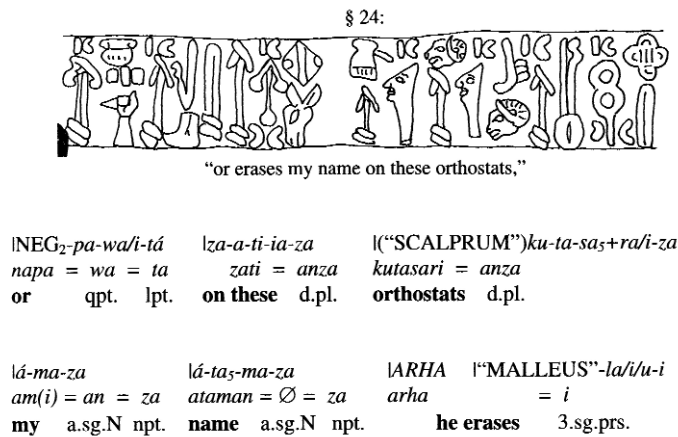 § 24:
“or erases my name on these orthostats,”
|NEG₂-pa-wa/i-tá |za-a-ti-ia-za |(“SCALPRUM”)ku-ta-sa₅+ra/i-za
napa = wa = ta zati = anza kutasari = anza
or qpt. lpt. on these d.pl. orthostats d.pl.
|á-ma-za |á-ta₅-ma-za |ARHA |“MALLEUS”-la/i/u-i
am(i) = an = za ataman = Ø = za arha = i
my a.sg.N npt. name a.sg.N npt. he erases 3.sg.prs.